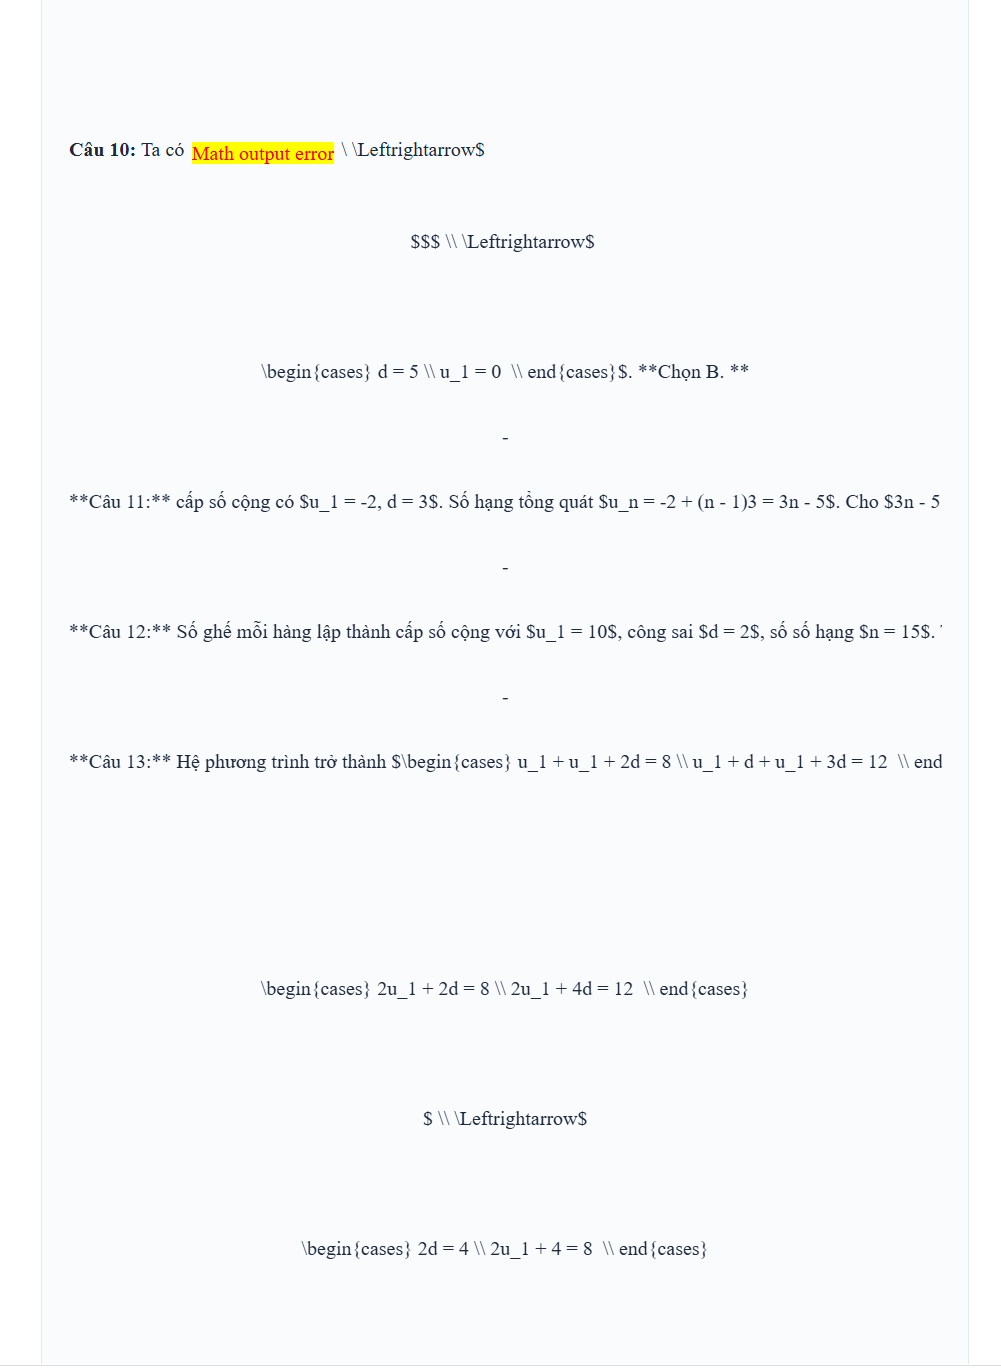 Câu 10: Ta có Math output error \ \Leftrightarrow$
$$$ \\ \Leftrightarrow$
\begin{cases} d = 5 \\ u_1 = 0 \\ end{cases}$. **Chọn B. **
-
**Câu 11:** cấp số cộng có $u_1 = -2, d = 3$. Số hạng tổng quát $u_n = -2 + (n - 1)3 = 3n - 5$. Cho $3n - 5
-
**Câu 12:** Số ghế mỗi hàng lập thành cấp số cộng với $u_1 = 10$, công sai $d = 2$, số số hạng $n = 15$.
-
**Câu 13:** Hệ phương trình trở thành $\begin{cases} u_1 + u_1 + 2d = 8 \\ u_1 + d + u_1 + 3d = 12 \\ end
\begin{cases} 2u_1 + 2d = 8 \\ 2u_1 + 4d = 12 \\ end{cases}
$ \\ \Leftrightarrow$
\begin{cases} 2d = 4 \\ 2u_1 + 4 = 8 \\ end{cases}